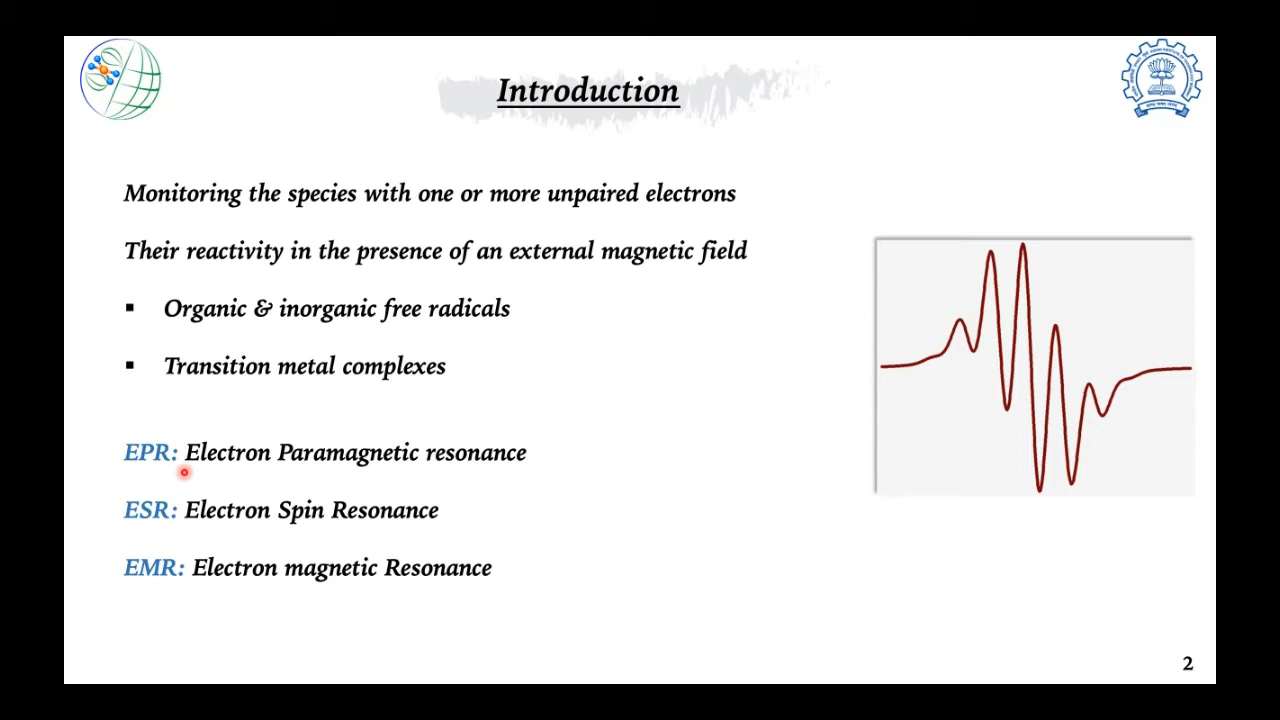 Introduction
Monitoring the species with one or more unpaired electrons
Their reactivity in the presence of an external magnetic field
▪ Organic & inorganic free radicals
▪ Transition metal complexes
EPR: Electron Paramagnetic resonance
ESR: Electron Spin Resonance
EMR: Electron magnetic Resonance
2